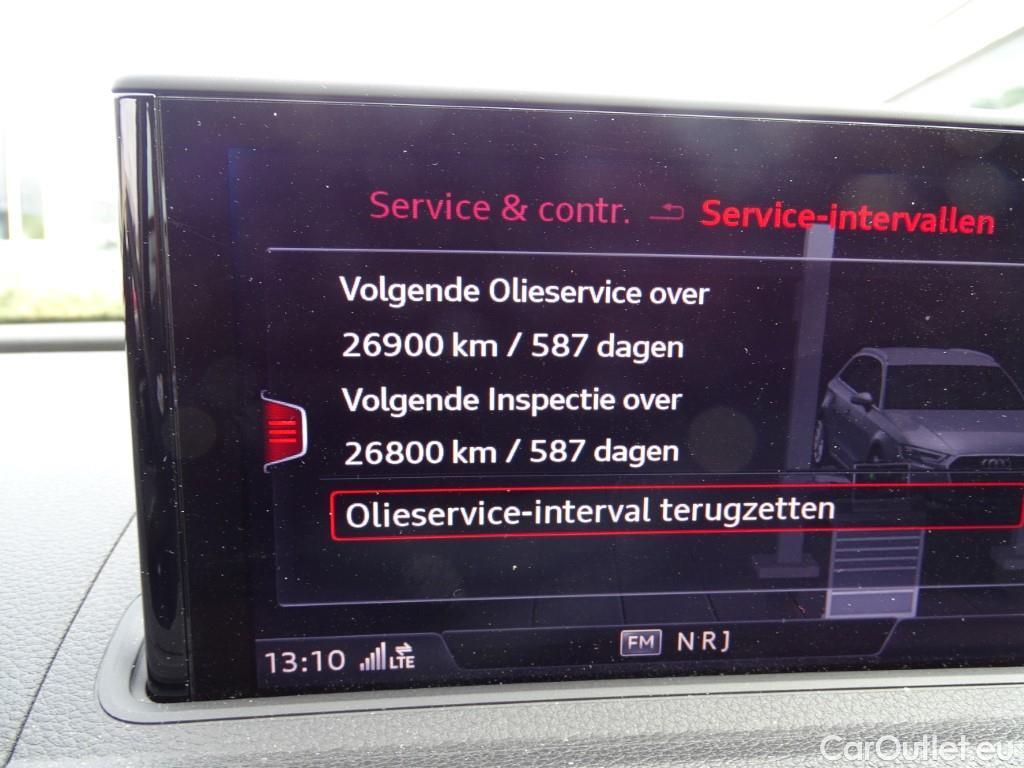 Service & contr. Service-intervallen
Volgende Olieservice over
26900 km / 587 dagen
Volgende Inspectie over
26800 km / 587 dagen
Olieservice-interval terugzetten
13:10 LTE FM NRJ
CarOutlet.eu